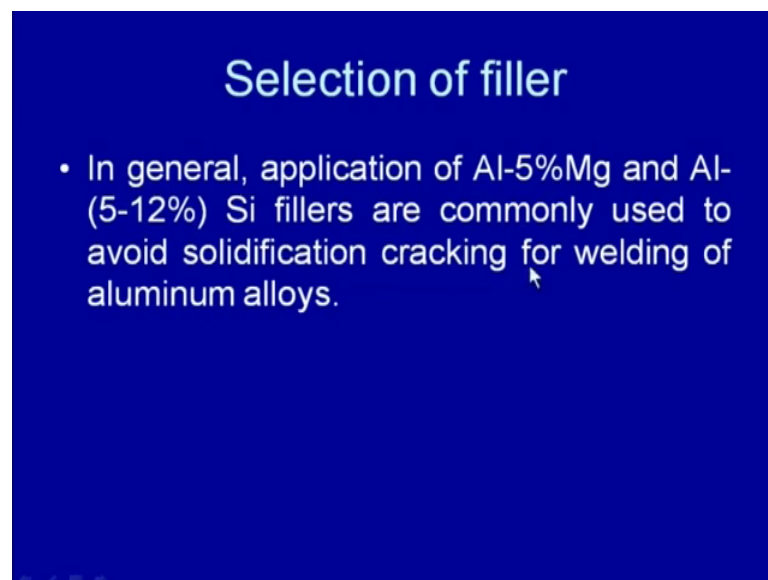 Selection of filler
• In general, application of Al-5%Mg and Al-
(5-12%) Si fillers are commonly used to
avoid solidification cracking for welding of
aluminum alloys.